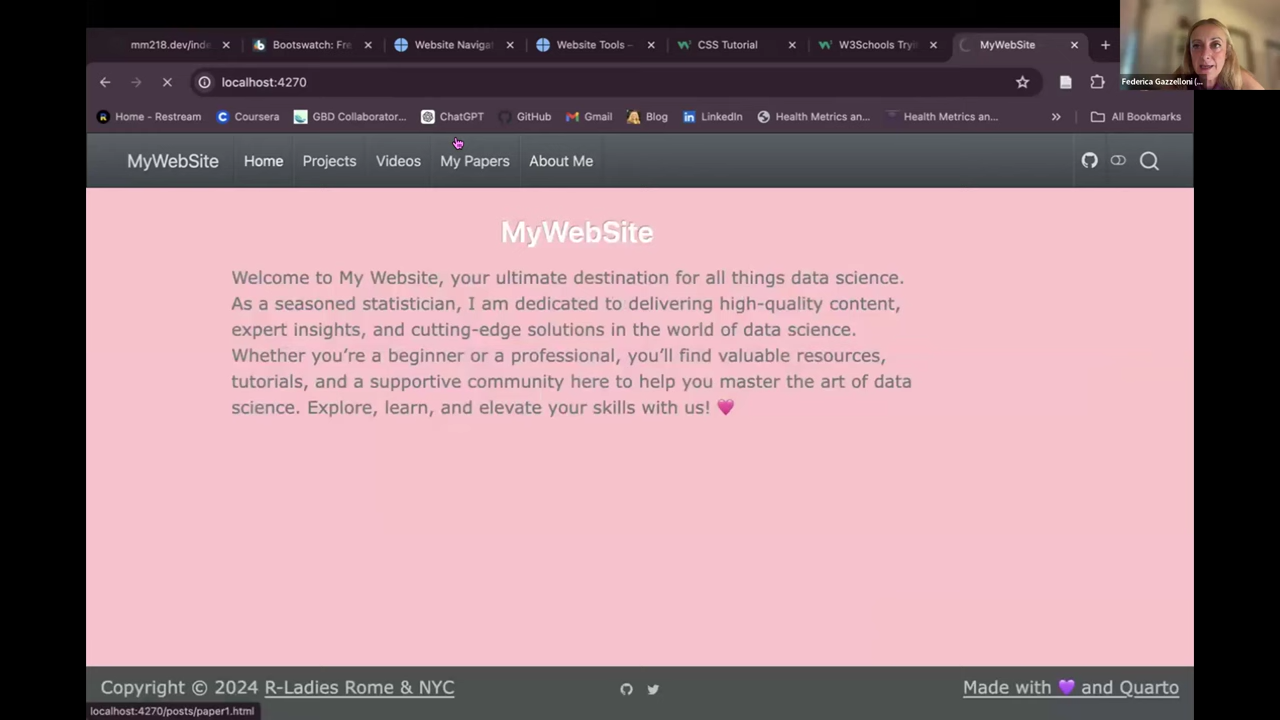 mm218.dev/ind
Bootswatch: Fre
Website Navigat
Website Tools –
CSS Tutorial
W3Schools Tryi
MyWebSite
Federica Gazzelloni (...
localhost:4270
Home - Restream
Coursera
GBD Collaborator...
ChatGPT
GitHub
Gmail
Blog
LinkedIn
Health Metrics an...
Health Metrics an...
»
All Bookmarks
MyWebSite
Home
Projects
Videos
My Papers
About Me
MyWebSite
Welcome to My Website, your ultimate destination for all things data science.
As a seasoned statistician, I am dedicated to delivering high-quality content,
expert insights, and cutting-edge solutions in the world of data science.
Whether you’re a beginner or a professional, you’ll find valuable resources,
tutorials, and a supportive community here to help you master the art of data
science. Explore, learn, and elevate your skills with us! 💗
Copyright © 2024 R-Ladies Rome & NYC
Made with 💜 and Quarto
localhost:4270/posts/paper1.html